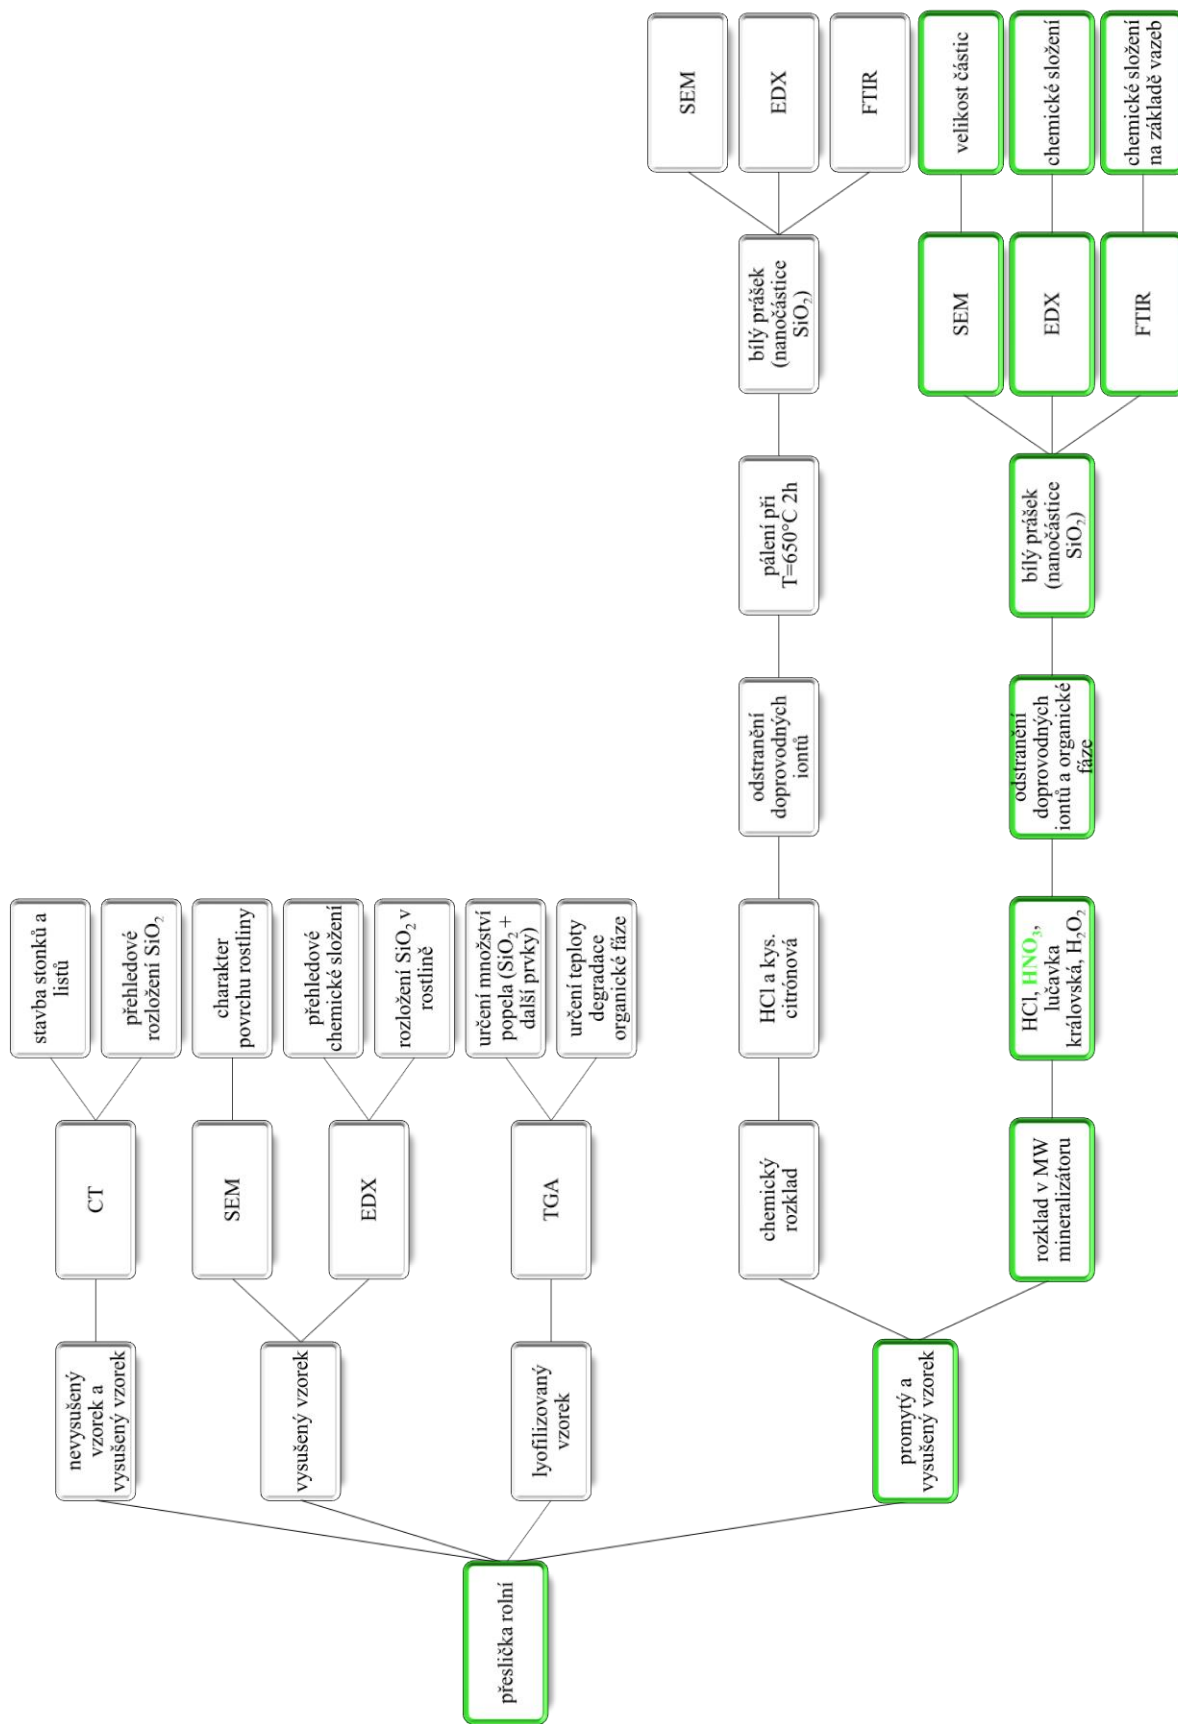 přeslička rolní
nevysušený
vzorek a
vysušený vzorek
CT
stavba stonků a
listů
přehledové
rozložení SiO₂
vysušený vzorek
SEM
charakter
povrchu rostliny
EDX
přehledové
chemické složení
rozložení SiO₂ v
rostlině
lyofilizovaný
vzorek
TGA
určení množství
popela (SiO₂ +
další prvky)
určení teploty
degradace
organické fáze
promytý a
vysušený vzorek
chemický
rozklad
HCl a kys.
citrónová
odstranění
doprovodných
iontů
pálení při
T=650°C 2h
bílý prášek
(nanočástice
SiO₂)
SEM
EDX
FTIR
rozklad v MW
mineralizátoru
HCl, HNO₃,
lučavka
královská, H₂O₂
odstranění
doprovodných
iontů a organické
fáze
bílý prášek
(nanočástice
SiO₂)
SEM
velikost částic
EDX
chemické složení
FTIR
chemické složení
na základě vazeb